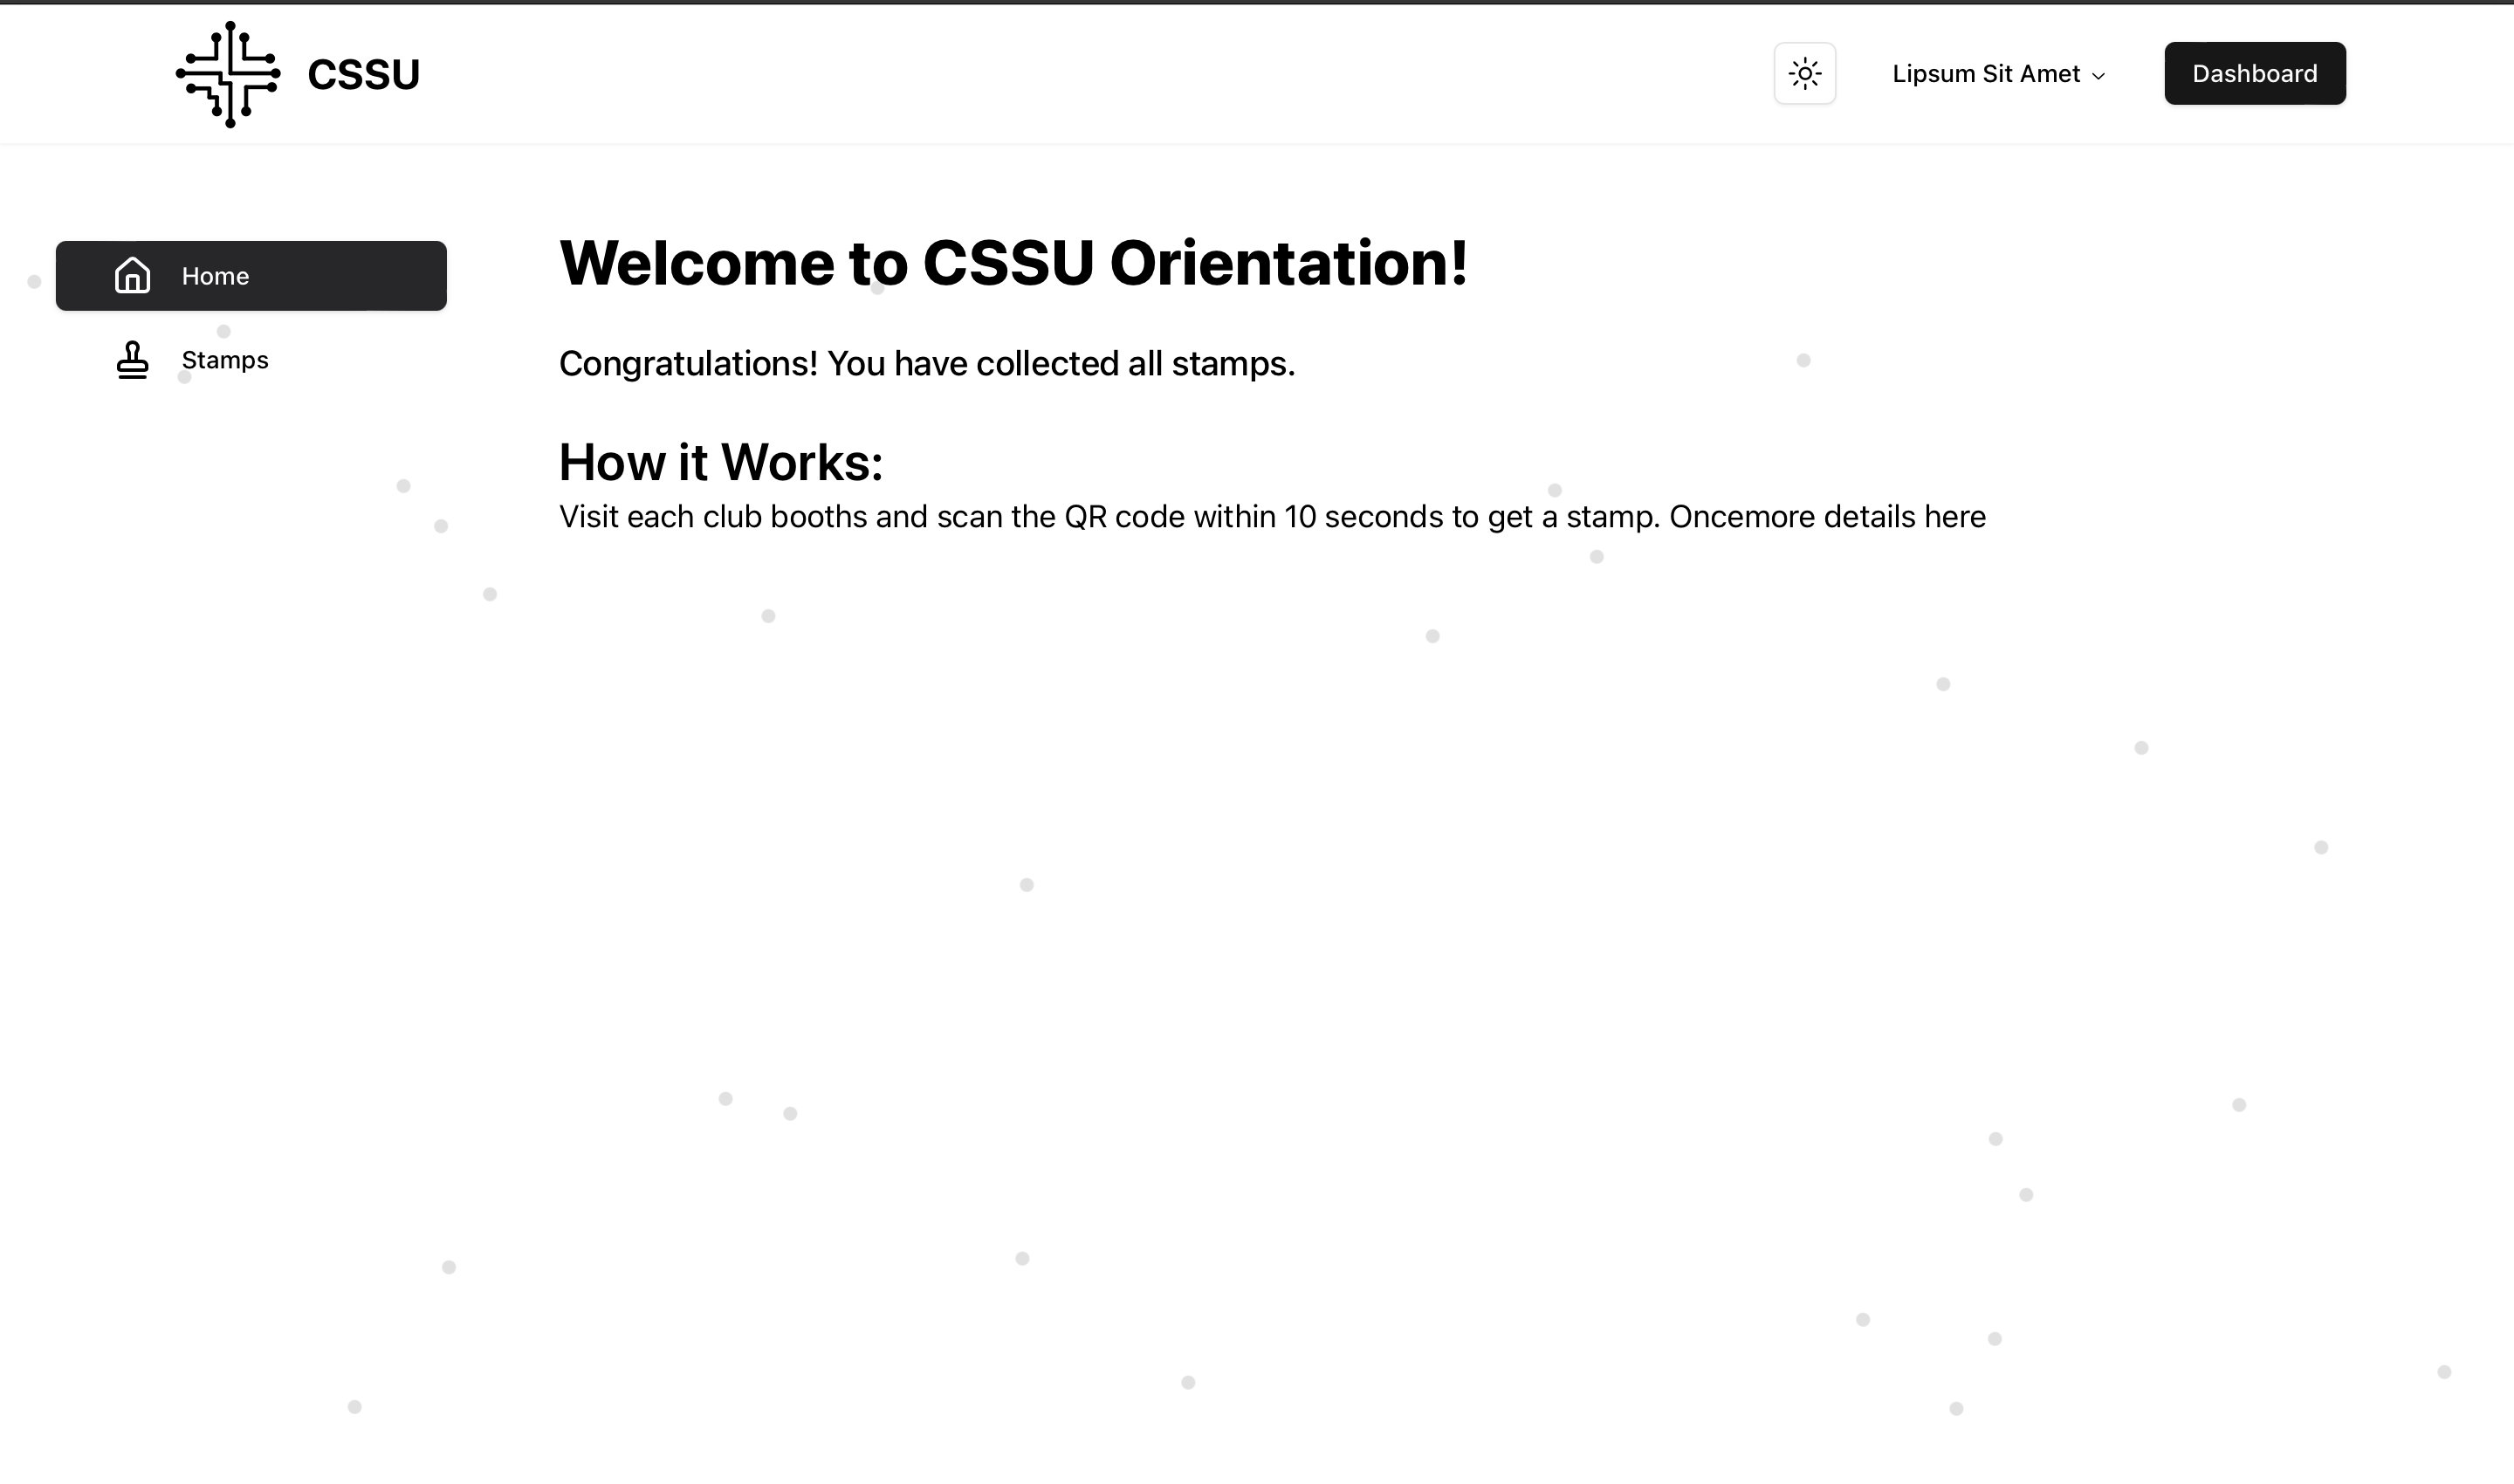 CSSU
Lipsum Sit Amet
Dashboard
Home
Stamps
Welcome to CSSU Orientation!
Congratulations! You have collected all stamps.
How it Works:
Visit each club booths and scan the QR code within 10 seconds to get a stamp. Oncemore details here